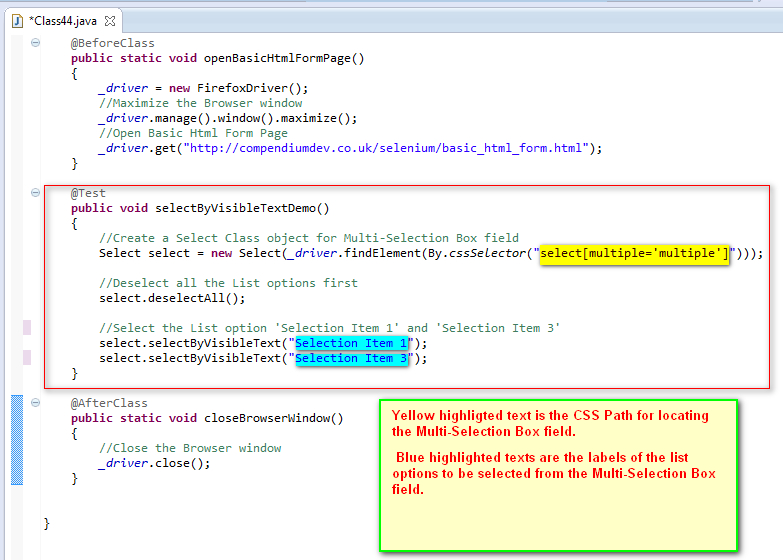 *Class44.java
@BeforeClass
public static void openBasicHtmlFormPage()
{
_driver = new FirefoxDriver();
//Maximize the Browser window
_driver.manage().window().maximize();
//Open Basic Html Form Page
_driver.get("http://compendiumdev.co.uk/selenium/basic_html_form.html");
}
@Test
public void selectByVisibleTextDemo()
{
//Create a Select Class object for Multi-Selection Box field
Select select = new Select(_driver.findElement(By.cssSelector("select[multiple='multiple']")));
//Deselect all the List options first
select.deselectAll();
//Select the List option 'Selection Item 1' and 'Selection Item 3'
select.selectByVisibleText("Selection Item 1");
select.selectByVisibleText("Selection Item 3");
}
@AfterClass
public static void closeBrowserWindow()
{
//Close the Browser window
_driver.close();
}
}
Yellow highligted text is the CSS Path for locating
the Multi-Selection Box field.
Blue highlighted texts are the labels of the list
options to be selected from the Multi-Selection Box
field.